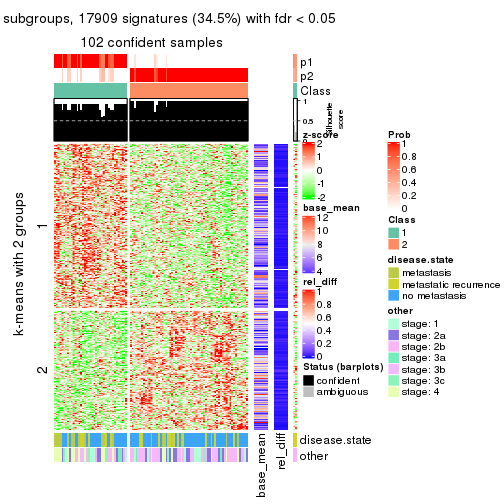 subgroups, 17909 signatures (34.5%) with fdr < 0.05
102 confident samples
p1
p2
Class
1
0.5
0
Silhouette
score
k-means with 2 groups
1
2
z-score
2
1
0
-1
-2
base_mean
12
10
8
6
4
rel_diff
1
0.8
0.6
0.4
0.2
0
Status (barplots)
confident
ambiguous
Prob
1
0.8
0.6
0.4
0.2
0
Class
1
2
disease.state
metastasis
metastatic recurrence
no metastasis
other
stage: 1
stage: 2a
stage: 2b
stage: 3a
stage: 3b
stage: 3c
stage: 4
disease.state
other
base_mean
rel_diff